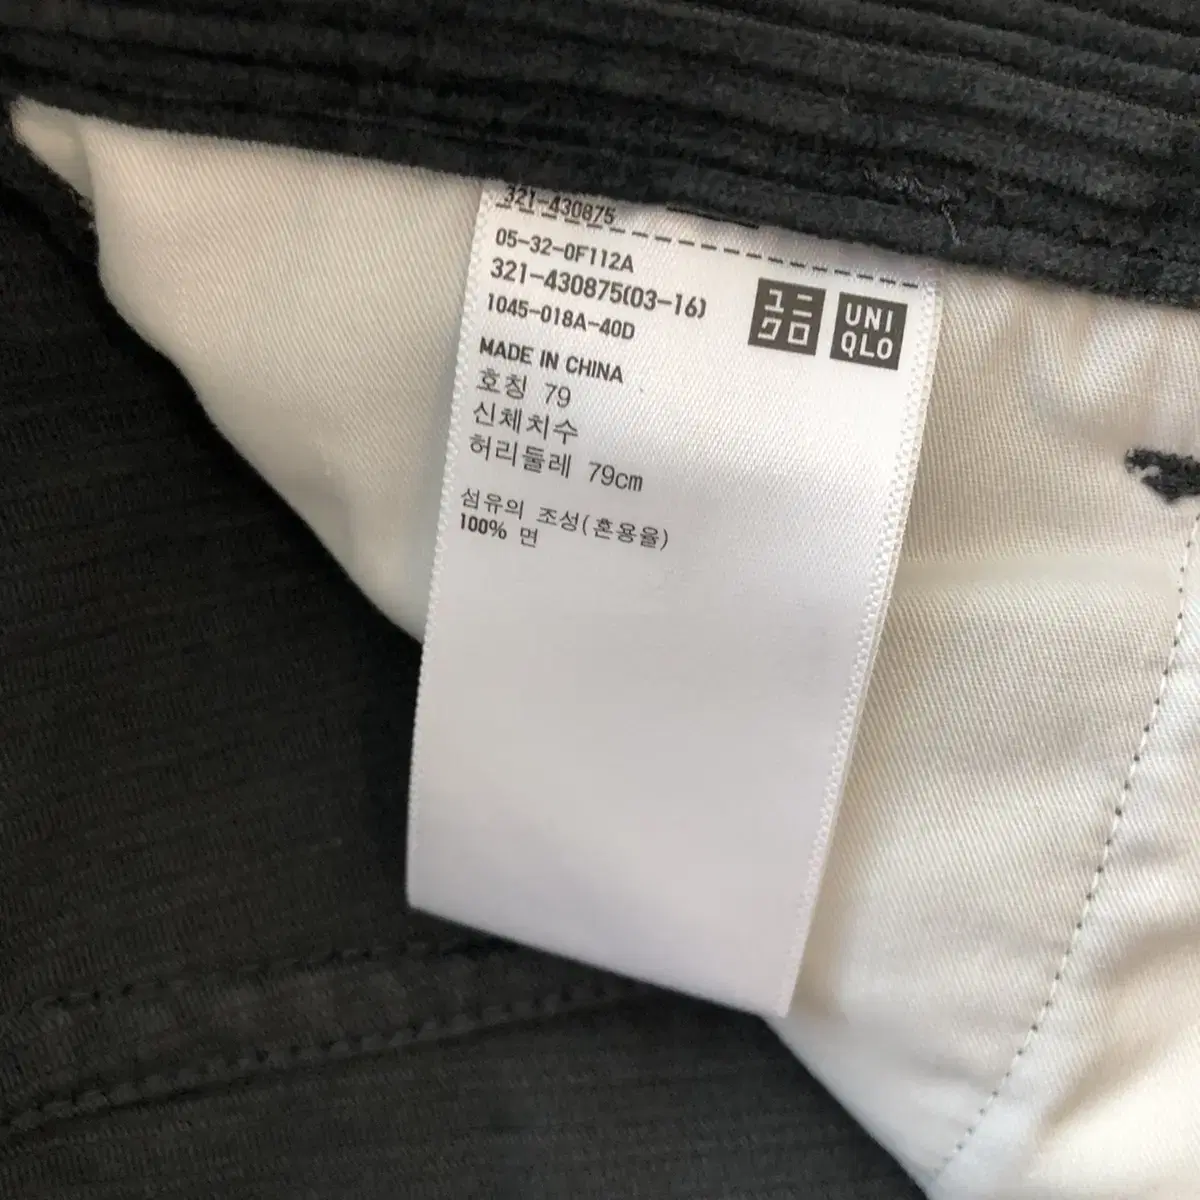 321-430875
05-32-0F112A
321-430875(03-16)
1045-018A-40D
ユニクロ
UNIQLO
MADE IN CHINA
호칭 79
신체치수
허리둘레 79cm
섬유의 조성(혼용율)
100% 면